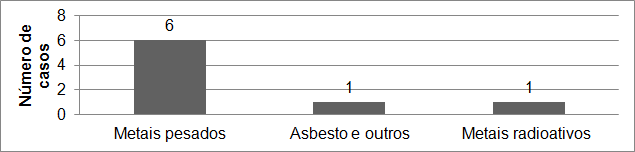 Número de
casos
8
6
4
2
0
6
1
1
Metais pesados
Asbesto e outros
Metais radioativos